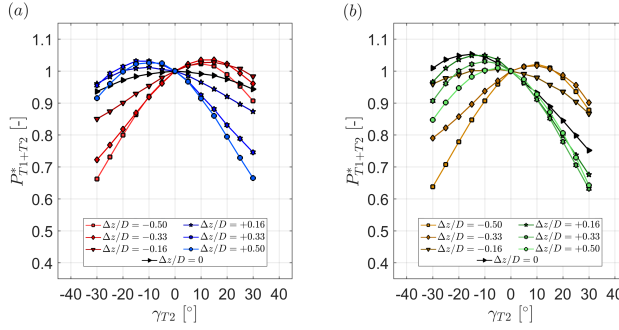 (a)
1.1
1
0.9
0.8
0.7
0.6
0.5
0.4
P*T1+T2 [-]
Δz/D = −0.50
Δz/D = −0.33
Δz/D = −0.16
Δz/D = +0.16
Δz/D = +0.33
Δz/D = +0.50
Δz/D = 0
-40 -30 -20 -10 0 10 20 30 40
γT2 [°]
(b)
1.1
1
0.9
0.8
0.7
0.6
0.5
0.4
P*T1+T2 [-]
Δz/D = −0.50
Δz/D = −0.33
Δz/D = −0.16
Δz/D = +0.16
Δz/D = +0.33
Δz/D = +0.50
Δz/D = 0
-40 -30 -20 -10 0 10 20 30 40
γT2 [°]